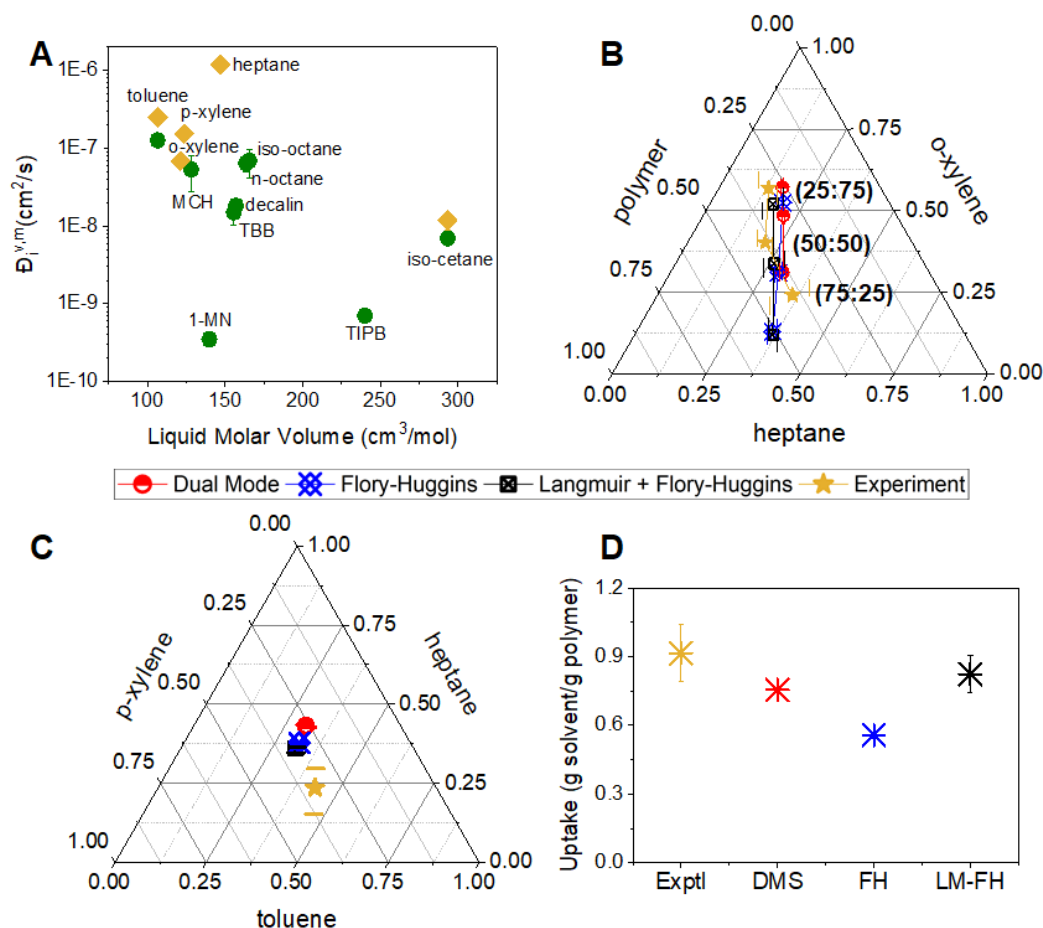 A
1E-6
1E-7
1E-8
1E-9
1E-10
Đᵢᵛ,ᵐ(cm²/s)
heptane
toluene
p-xylene
o-xylene
iso-octane
n-octane
MCH
decalin
TBB
iso-cetane
1-MN
TIPB
100 150 200 250 300
Liquid Molar Volume (cm³/mol)
B
0.00
1.00
0.25
0.75
polymer
o-xylene
0.50
(25:75)
0.50
(50:50)
0.75
(75:25)
0.25
1.00
0.00
0.00 0.25 0.50 0.75 1.00
heptane
Dual Mode Flory-Huggins Langmuir + Flory-Huggins Experiment
C
0.00
1.00
0.25
0.75
p-xylene
heptane
0.50
0.50
0.75
0.25
1.00
0.00
0.00 0.25 0.50 0.75 1.00
toluene
D
Uptake (g solvent/g polymer)
1.2
0.9
0.6
0.3
0.0
Exptl DMS FH LM-FH